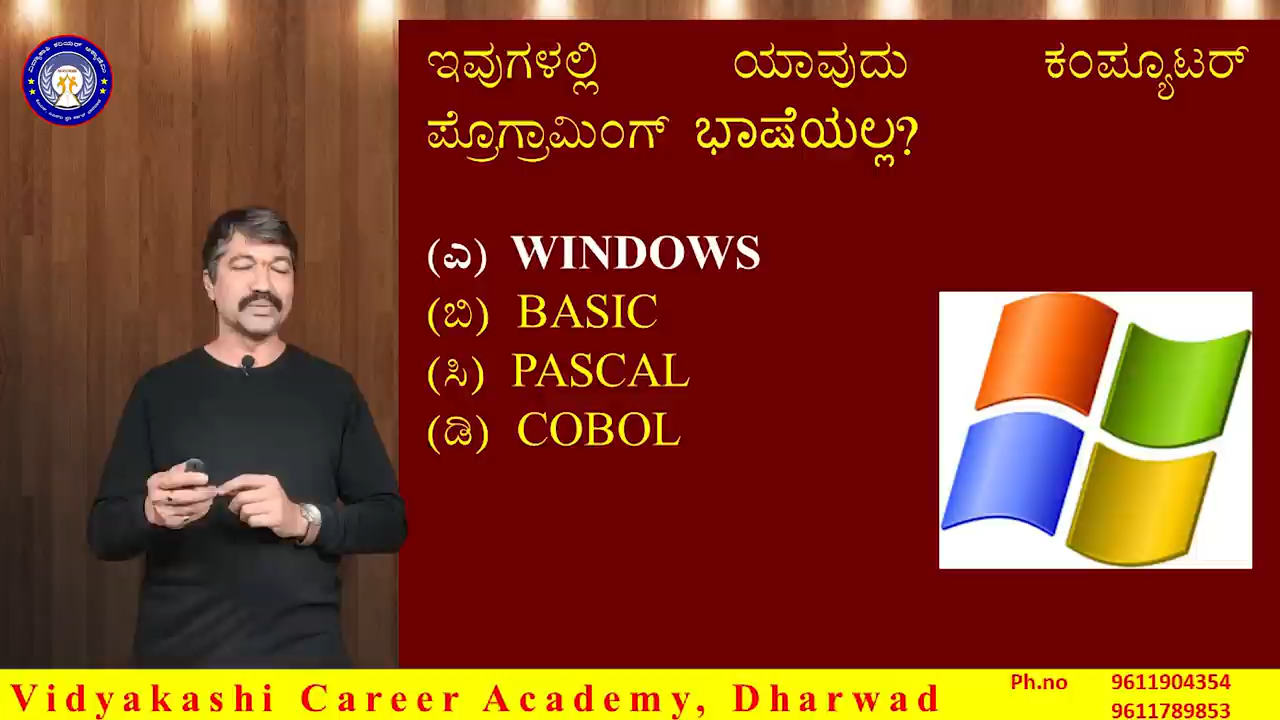 ಇವುಗಳಲ್ಲಿ ಯಾವುದು ಕಂಪ್ಯೂಟರ್
ಪ್ರೊಗ್ರಾಮಿಂಗ್ ಭಾಷೆಯಲ್ಲ?
(ಎ) WINDOWS
(ಬಿ) BASIC
(ಸಿ) PASCAL
(ಡಿ) COBOL
Vidyakashi Career Academy, Dharwad
Ph.no 9611904354
9611789853